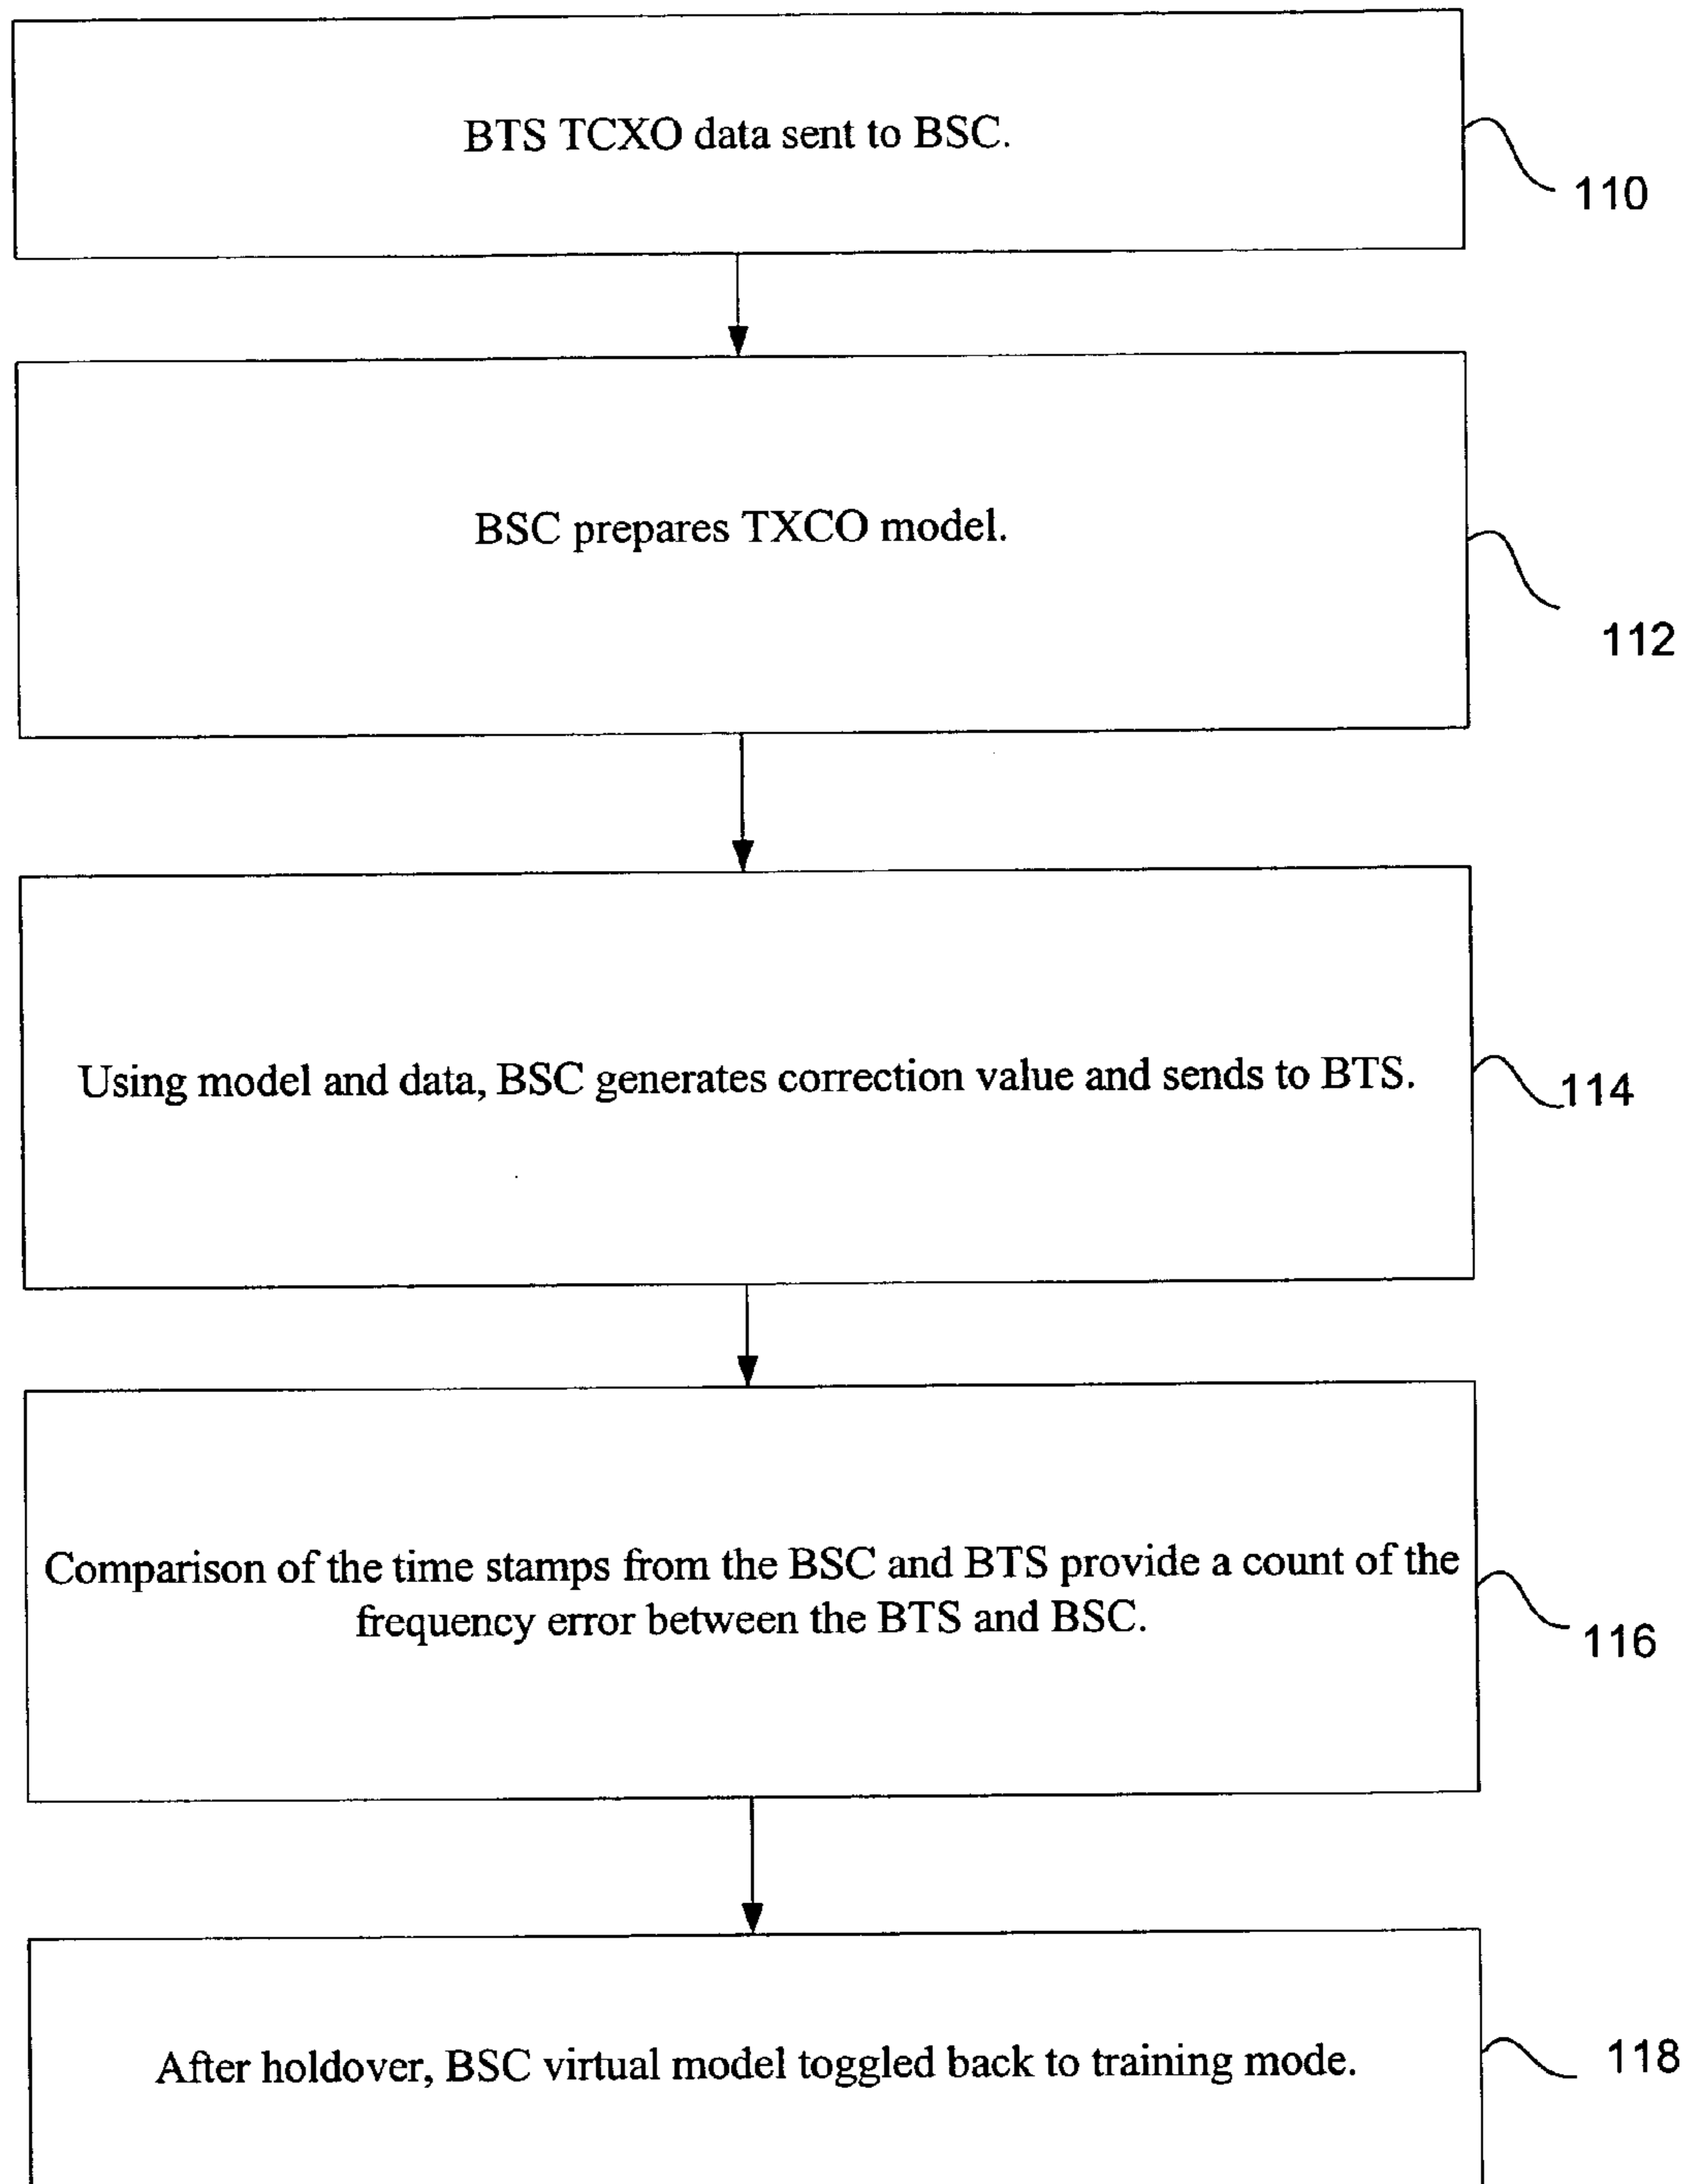 BTS TCXO data sent to BSC.
110
BSC prepares TXCO model.
112
Using model and data, BSC generates correction value and sends to BTS.
114
Comparison of the time stamps from the BSC and BTS provide a count of the
frequency error between the BTS and BSC.
116
After holdover, BSC virtual model toggled back to training mode.
118